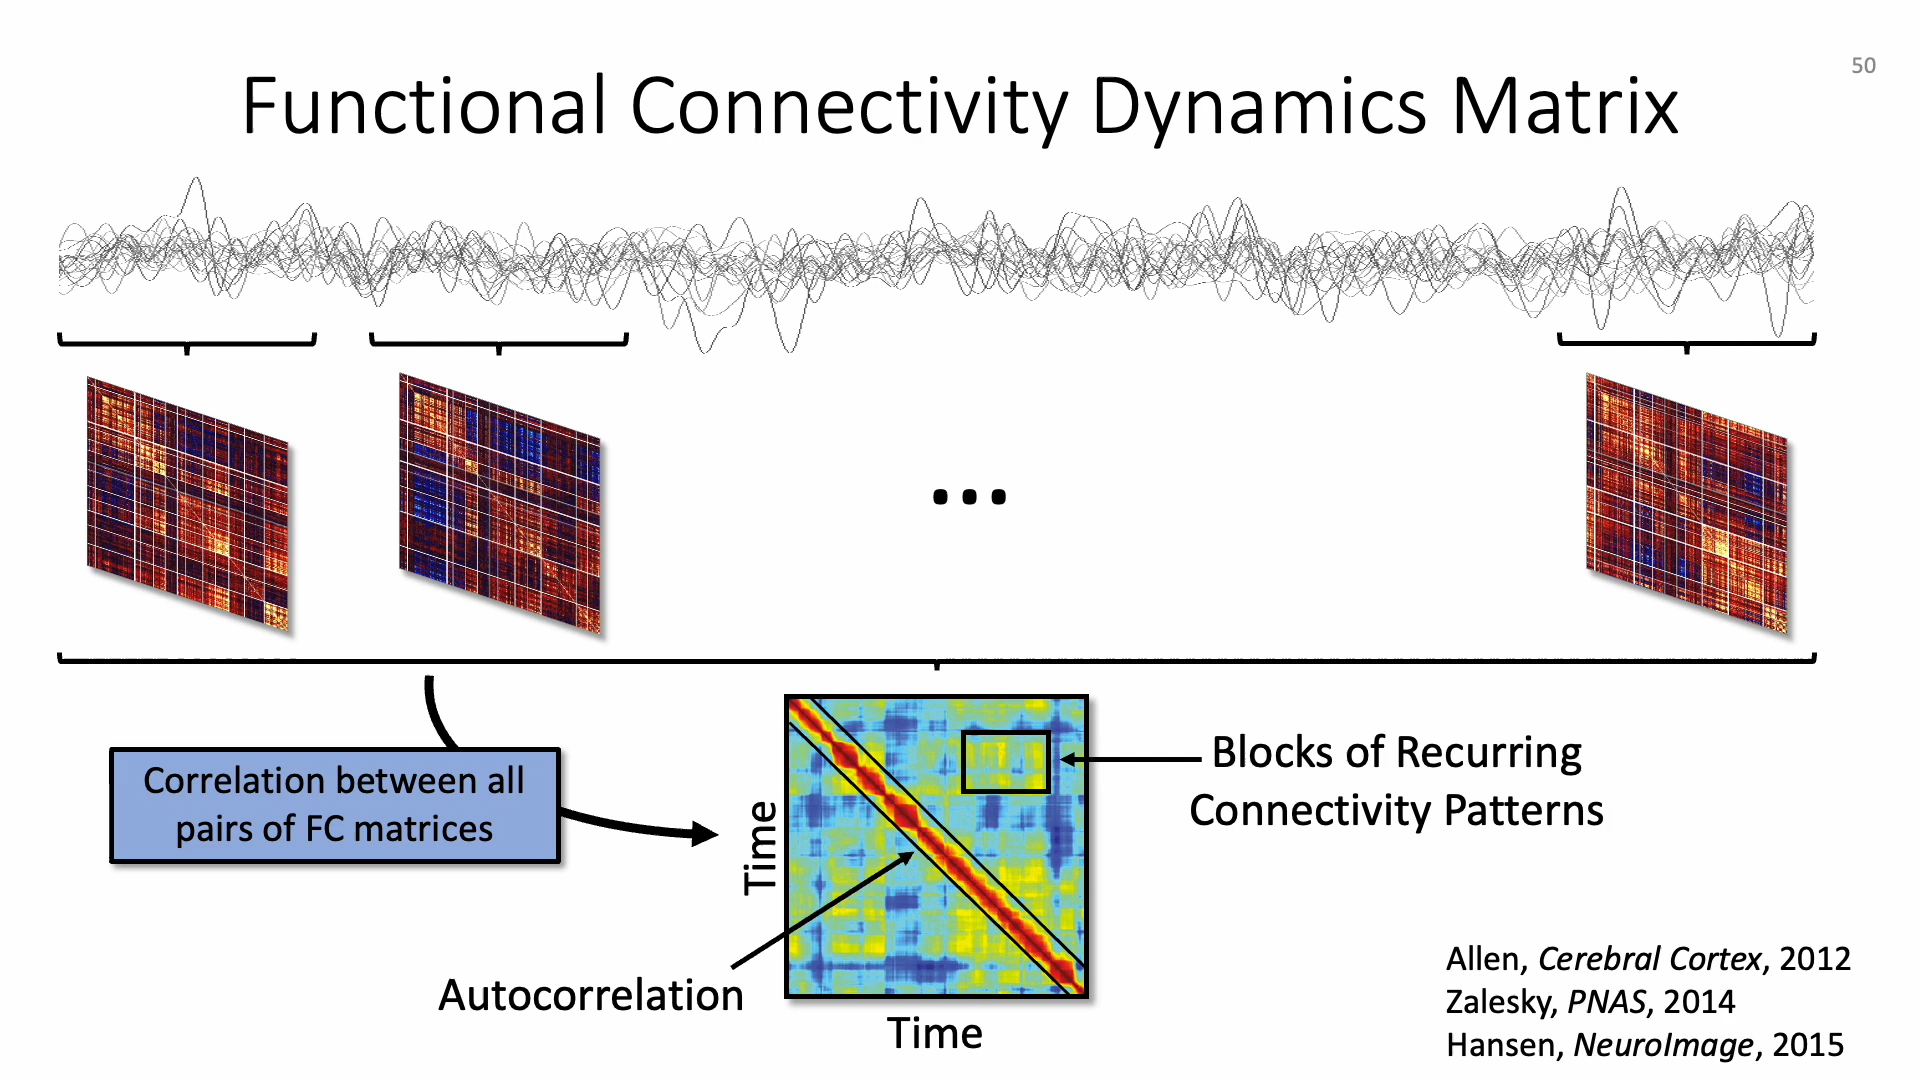 50
Functional Connectivity Dynamics Matrix
...
Correlation between all
pairs of FC matrices
Time
Blocks of Recurring
Connectivity Patterns
Autocorrelation
Time
Allen, Cerebral Cortex, 2012
Zalesky, PNAS, 2014
Hansen, NeuroImage, 2015